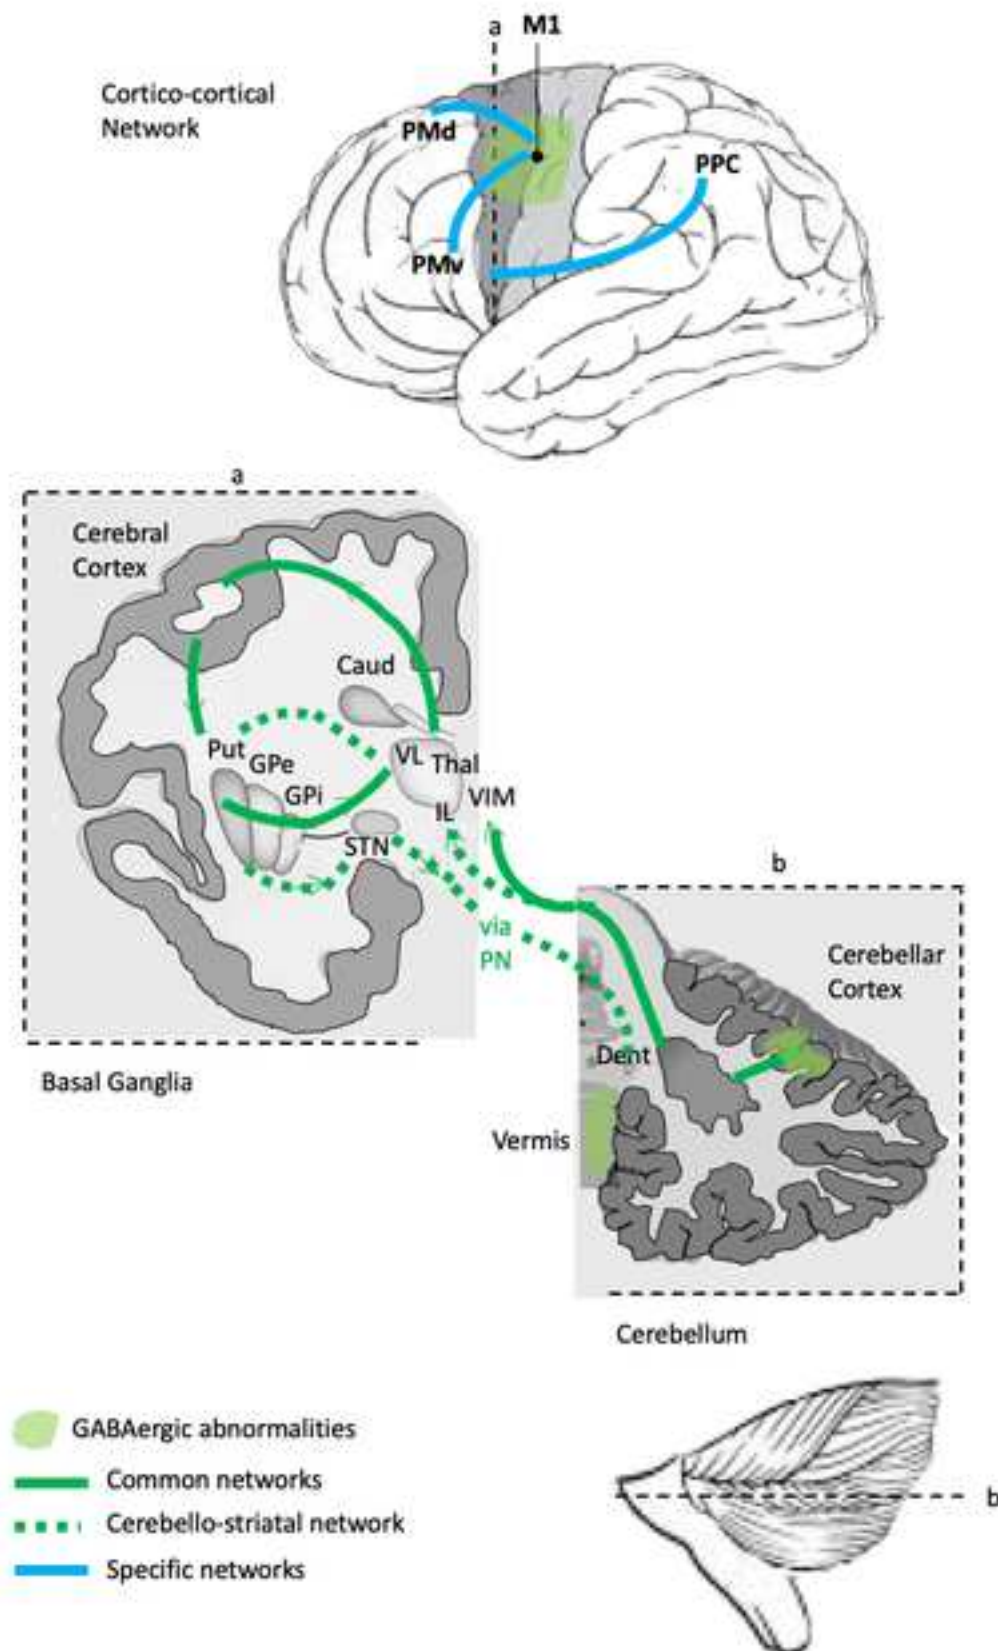 a M1
Cortico-cortical
Network
PMd
PPC
PMv
a
Cerebral
Cortex
Caud
Put
GPe
GPi
VL Thal
IL
VIM
STN
b
via
PN
Cerebellar
Cortex
Dent
Basal Ganglia
Vermis
Cerebellum
GABAergic abnormalities
Common networks
Cerebello-striatal network
Specific networks
b